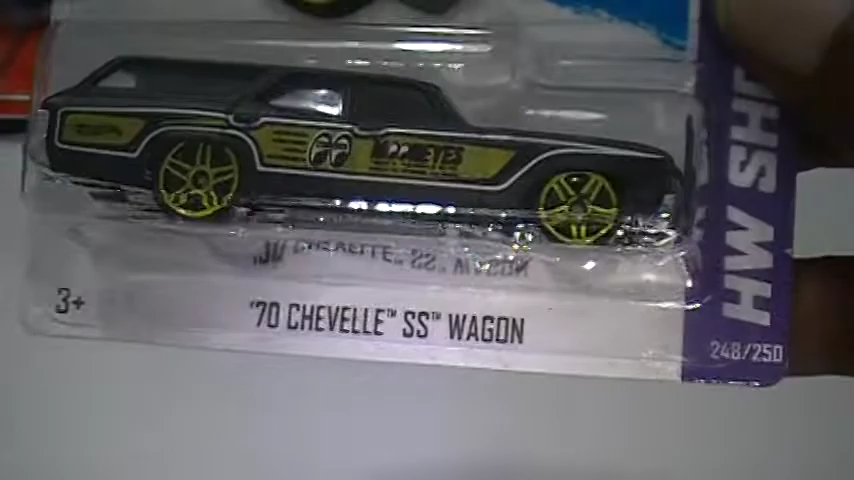 MOONEYES
3+
'70 CHEVELLE™ SS™ WAGON
HW SH
248/250